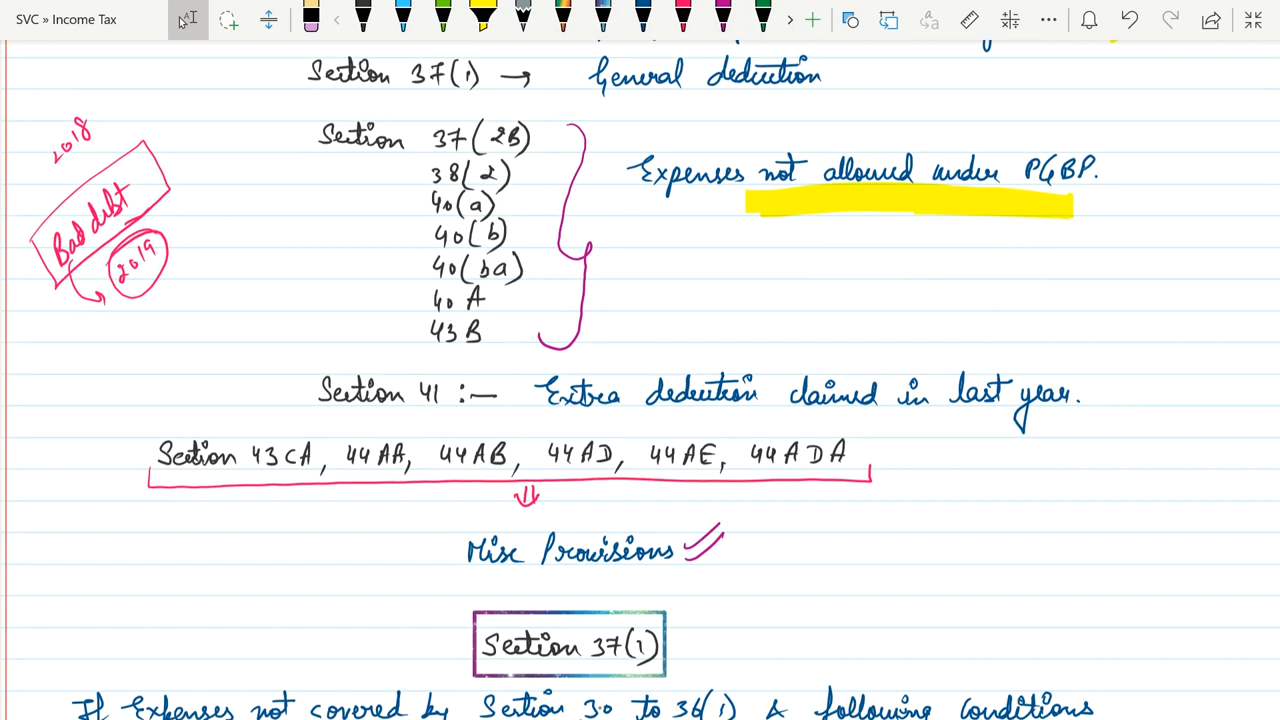 SVC » Income Tax
Section 37(1) → General deduction
2018
Bad debt
2019
Section 37(2B)
38(2)
40(a)
40(b)
40(ba)
40 A
43B
Expenses not allowed under PGBP.
Section 41 :— Extra deduction claimed in last year.
Section 43CA, 44AA, 44AB, 44AD, 44AE, 44ADA
Misc Provisions
Section 37(1)
If Expenses not covered by Section 30 to 36(1) & following conditions